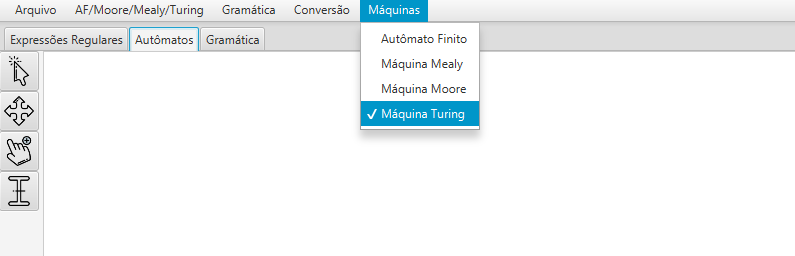 Arquivo AF/Moore/Mealy/Turing Gramática Conversão Máquinas
Expressões Regulares Autômatos Gramática
Autômato Finito
Máquina Mealy
Máquina Moore
✓ Máquina Turing